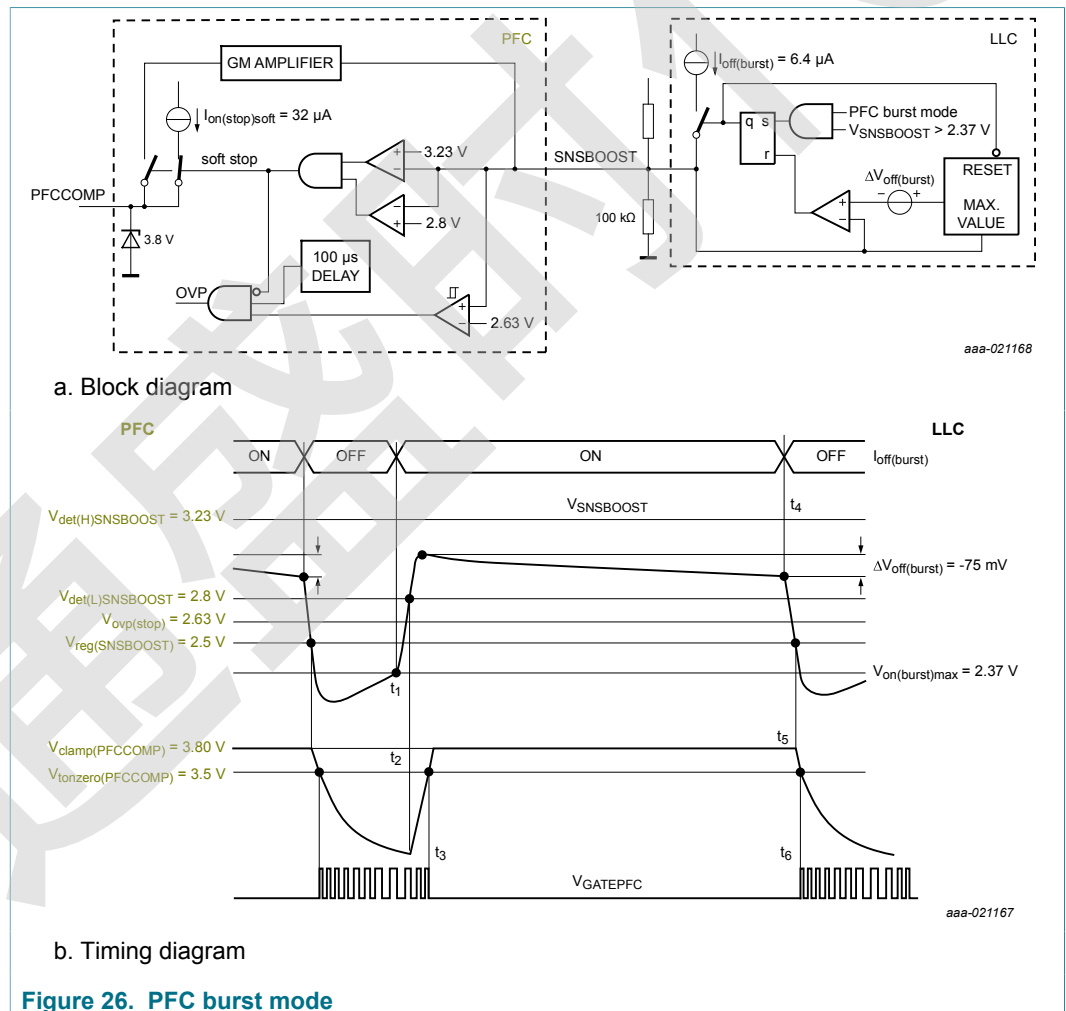 PFC
LLC
GM AMPLIFIER
Ion(stop)soft = 32 μA
soft stop
PFCCOMP
3.8 V
3.23 V
2.8 V
100 μs
DELAY
OVP
2.63 V
SNSBOOST
100 kΩ
Ioff(burst) = 6.4 μA
q s
r
PFC burst mode
VSNSBOOST > 2.37 V
ΔVoff(burst)
− +
RESET
MAX.
VALUE
aaa-021168
a. Block diagram
PFC
LLC
ON
OFF
ON
OFF
Ioff(burst)
VSNSBOOST
t4
Vdet(H)SNSBOOST = 3.23 V
ΔVoff(burst) = -75 mV
Vdet(L)SNSBOOST = 2.8 V
Vovp(stop) = 2.63 V
Vreg(SNSBOOST) = 2.5 V
Von(burst)max = 2.37 V
t1
Vclamp(PFCCOMP) = 3.80 V
t2
t5
Vtonzero(PFCCOMP) = 3.5 V
t3
t6
VGATEPFC
aaa-021167
b. Timing diagram
Figure 26. PFC burst mode